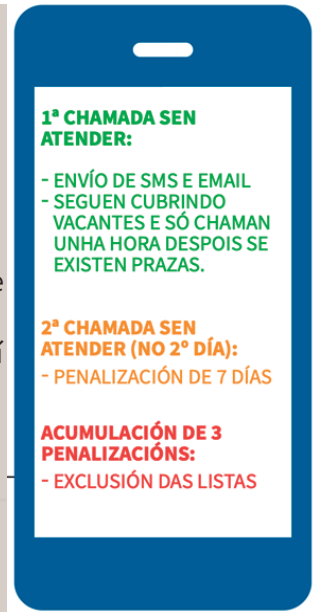 1ª CHAMADA SEN
ATENDER:
- ENVÍO DE SMS E EMAIL
- SEGUEN CUBRINDO
VACANTES E SÓ CHAMAN
UNHA HORA DESPOIS SE
EXISTEN PRAZAS.
2ª CHAMADA SEN
ATENDER (NO 2º DÍA):
- PENALIZACIÓN DE 7 DÍAS
ACUMULACIÓN DE 3
PENALIZACIÓNS:
- EXCLUSIÓN DAS LISTAS